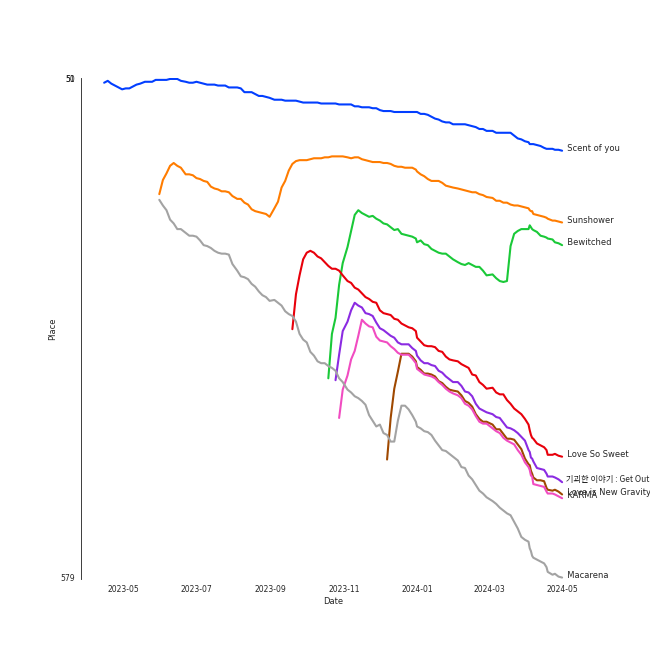 50
Scent of you
Sunshower
Bewitched
Place
Love So Sweet
기괴한 이야기 : Get Out
Love is New Gravity
KARMA
Macarena
579
2023-05 2023-07 2023-09 2023-11 2024-01 2024-03 2024-05
Date